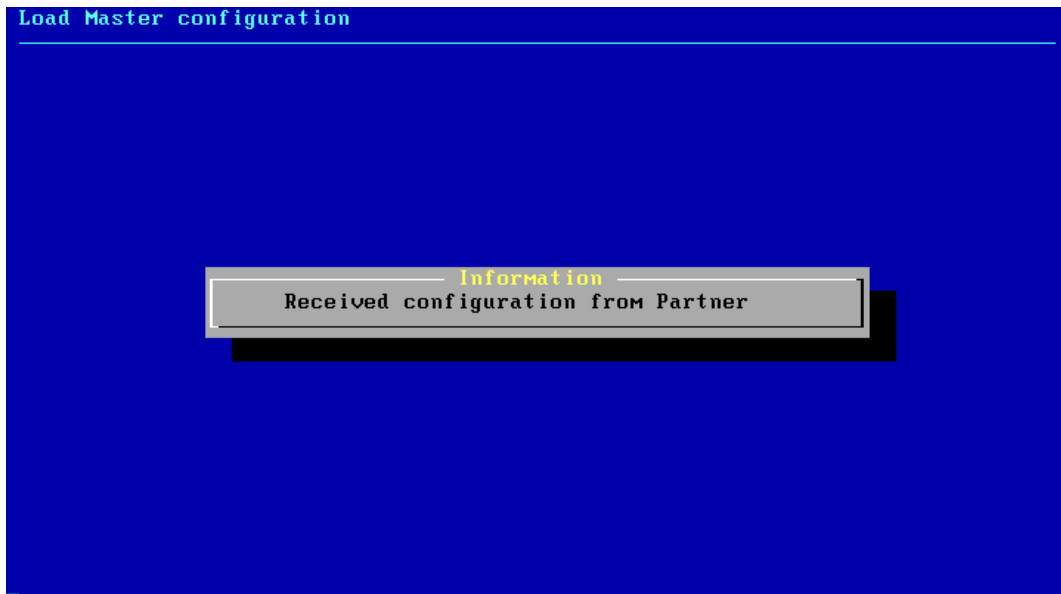 Load Master configuration
Information
Received configuration from Partner